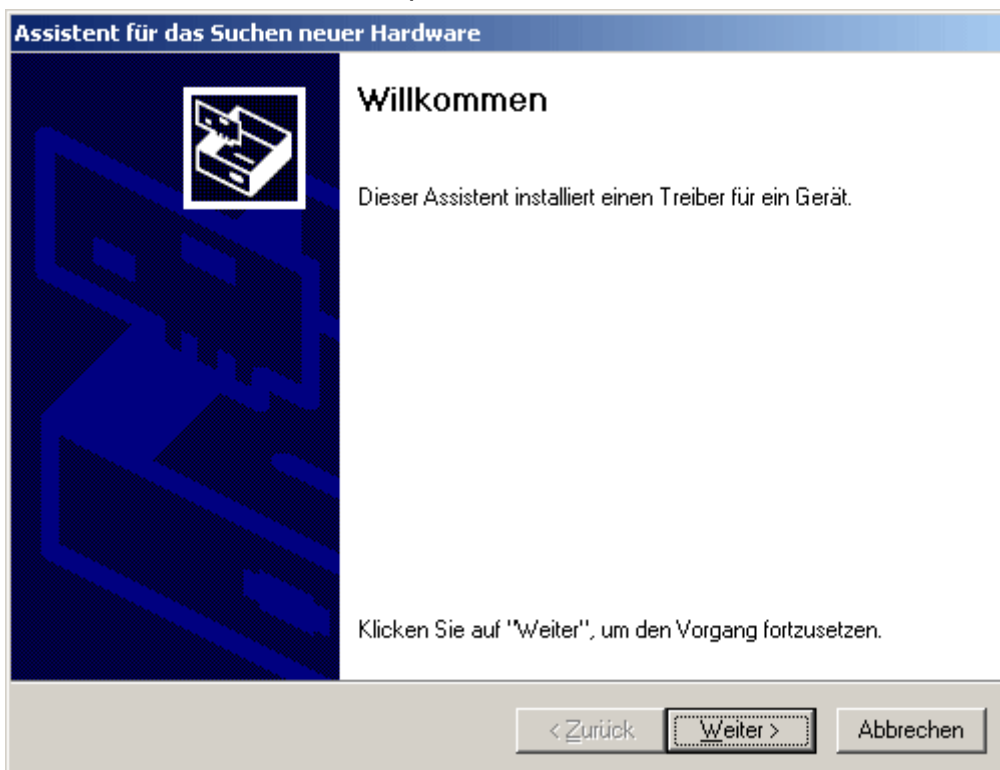 Assistent für das Suchen neuer Hardware
Willkommen
Dieser Assistent installiert einen Treiber für ein Gerät.
Klicken Sie auf "Weiter", um den Vorgang fortzusetzen.
< Zurück Weiter > Abbrechen